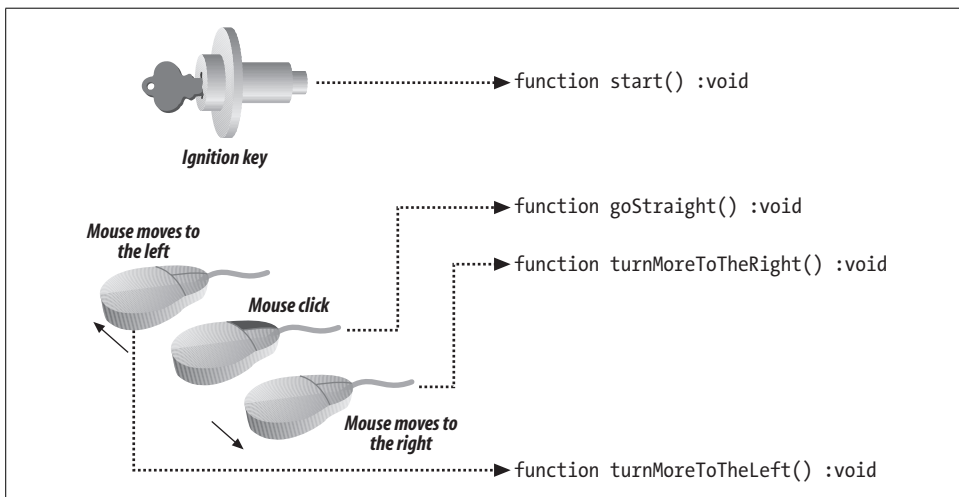 function start() :void
Ignition key
function goStraight() :void
Mouse moves to
the left
function turnMoreToTheRight() :void
Mouse click
Mouse moves to
the right
function turnMoreToTheLeft() :void